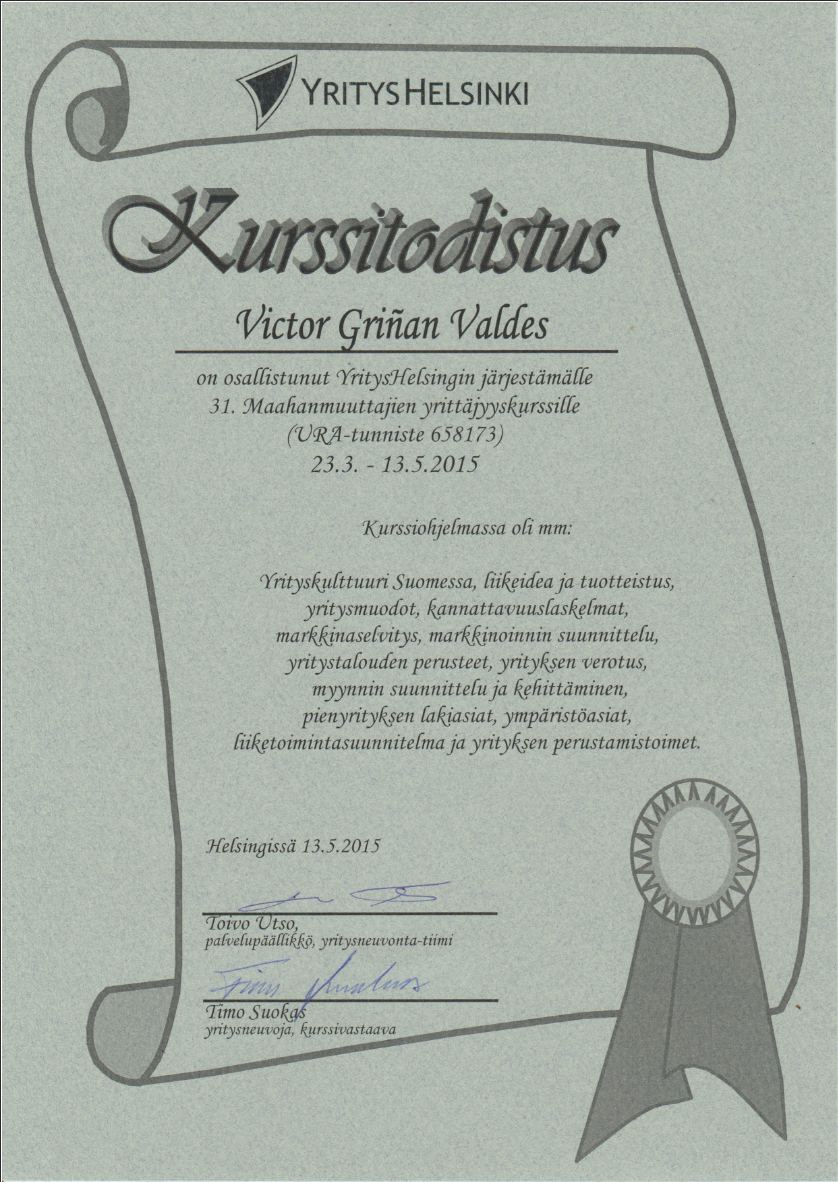 YRITYSHELSINKI
Kurssitodistus
Victor Griñan Valdes
on osallistunut YritysHelsingin järjestämälle
31. Maahanmuuttajien yrittäjyyskurssille
(URA-tunniste 658173)
23.3. - 13.5.2015
Kurssiohjelmassa oli mm:
Yrityskulttuuri Suomessa, liikeidea ja tuotteistus,
yritysmuodot, kannattavuuslaskelmat,
markkinaselvitys, markkinoinnin suunnittelu,
yritystalouden perusteet, yrityksen verotus,
myynnin suunnittelu ja kehittäminen,
pienyrityksen lakiasiat, ympäristöasiat,
liiketoimintasuunnitelma ja yrityksen perustamistoimet.
Helsingissä 13.5.2015
Toivo Utso,
palvelupäällikkö, yritysneuvonta-tiimi
Timo Suokas
yritysneuvoja, kurssivastaava